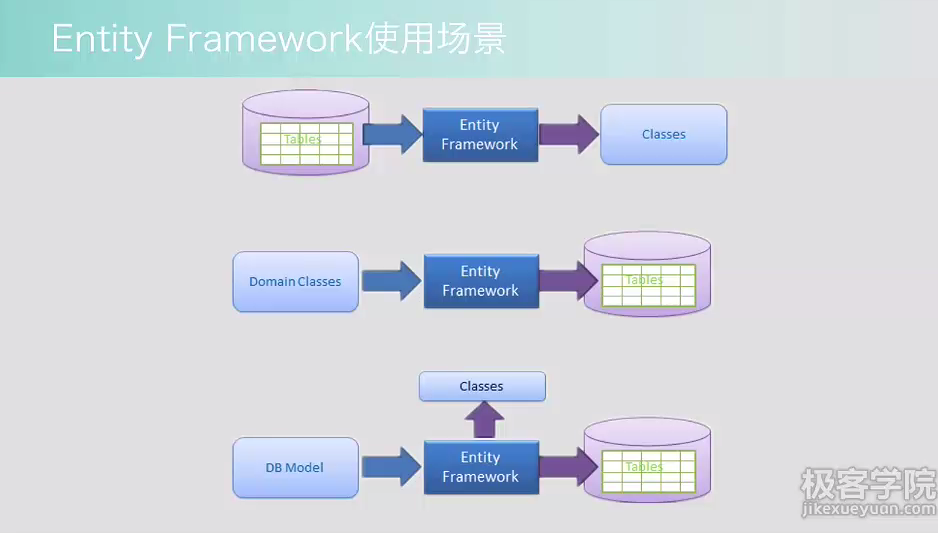 Entity Framework使用场景
Tables
Entity
Framework
Classes
Domain Classes
Entity
Framework
Tables
Classes
DB Model
Entity
Framework
Tables
极客学院
jikexueyuan.com